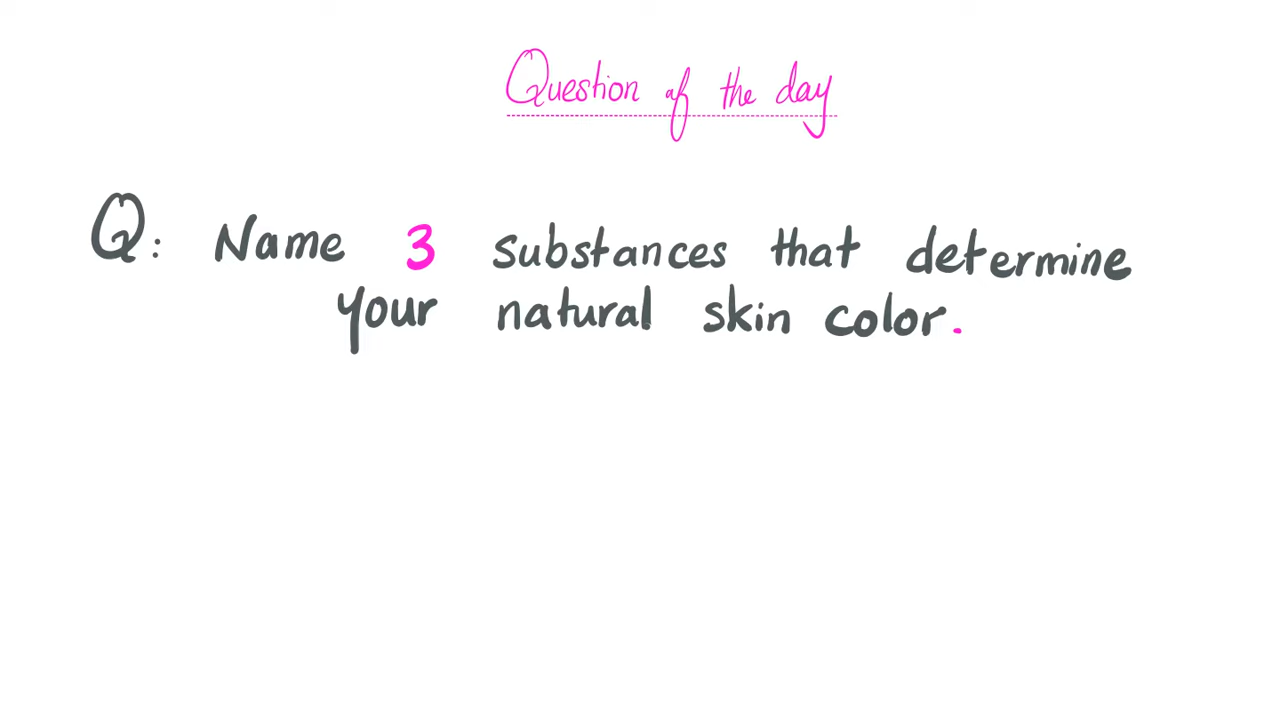 Question of the day
Q: Name 3 substances that determine
your natural skin color.